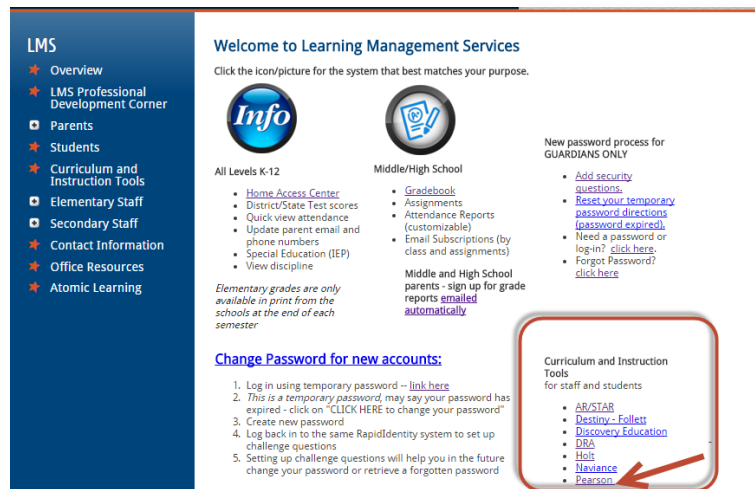 LMS
Overview
LMS Professional
Development Corner
Parents
Students
Curriculum and
Instruction Tools
Elementary Staff
Secondary Staff
Contact Information
Office Resources
Atomic Learning
Welcome to Learning Management Services
Click the icon/picture for the system that best matches your purpose.
Info
All Levels K-12
Home Access Center
District/State Test scores
Quick view attendance
Update parent email and
phone numbers
Special Education (IEP)
View discipline
Elementary grades are only
available in print from the
schools at the end of each
semester
A+
Middle/High School
Gradebook
Assignments
Attendance Reports
(customizable)
Email Subscriptions (by
class and assignments)
Middle and High School
parents - sign up for grade
reports emailed
automatically
New password process for
GUARDIANS ONLY
Add security
questions.
Reset your temporary
password directions
(password expired).
Need a password or
log-in? click here.
Forgot Password?
click here
Change Password for new accounts:
1. Log in using temporary password -- link here
2. This is a temporary password, may say your password has
expired - click on "CLICK HERE to change your password"
3. Create new password
4. Log back in to the same RapidIdentity system to set up
challenge questions
5. Setting up challenge questions will help you in the future
change your password or retrieve a forgotten password
Curriculum and Instruction
Tools
for staff and students
AR/STAR
Destiny - Follett
Discovery Education
DRA
Holt
Naviance
Pearson